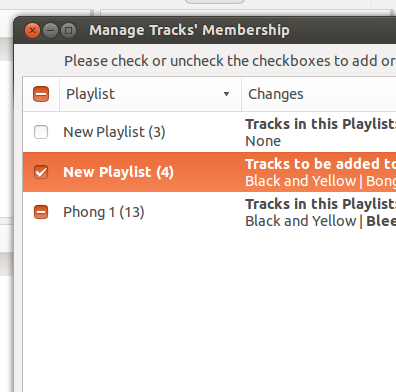 Manage Tracks' Membership
Please check or uncheck the checkboxes to add or
Playlist Changes
New Playlist (3) Tracks in this Playlist:
None
New Playlist (4) Tracks to be added to
Black and Yellow | Bong
Phong 1 (13) Tracks in this Playlist:
Black and Yellow | Blee